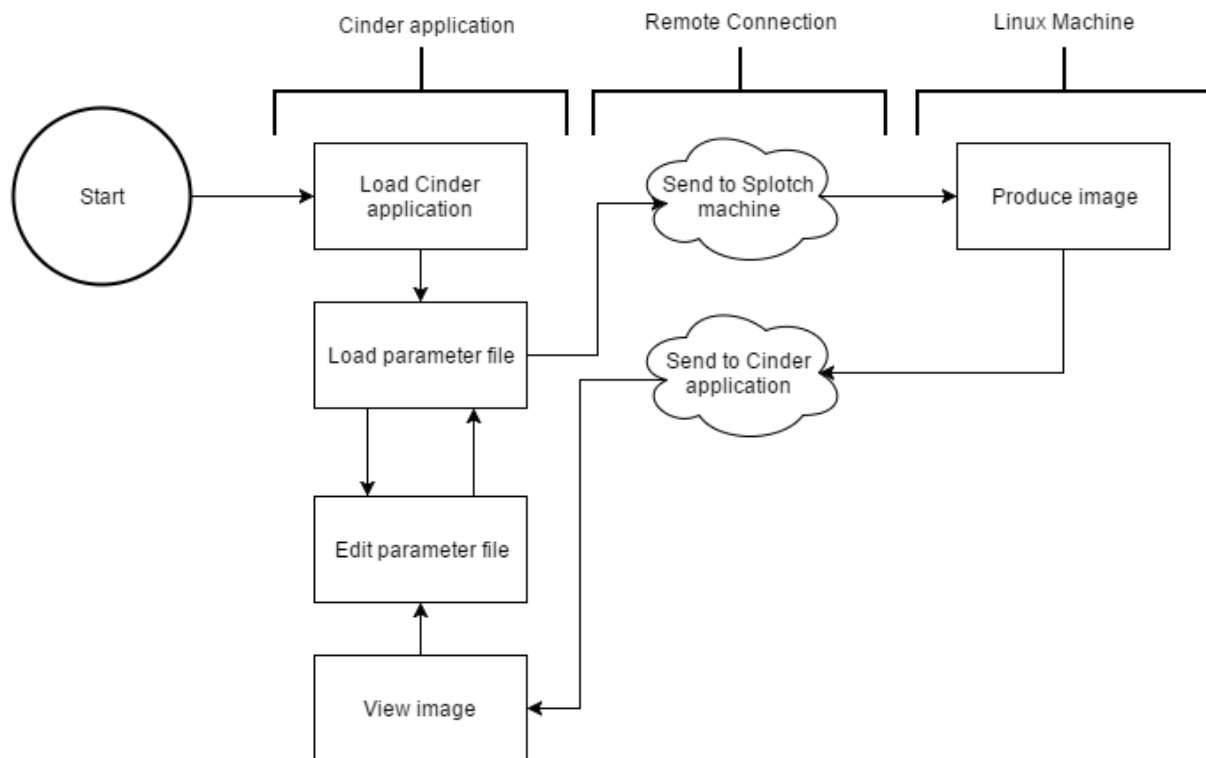 Cinder application
Remote Connection
Linux Machine
Start
Load Cinder
application
Send to Splotch
machine
Produce image
Load parameter file
Send to Cinder
application
Edit parameter file
View image